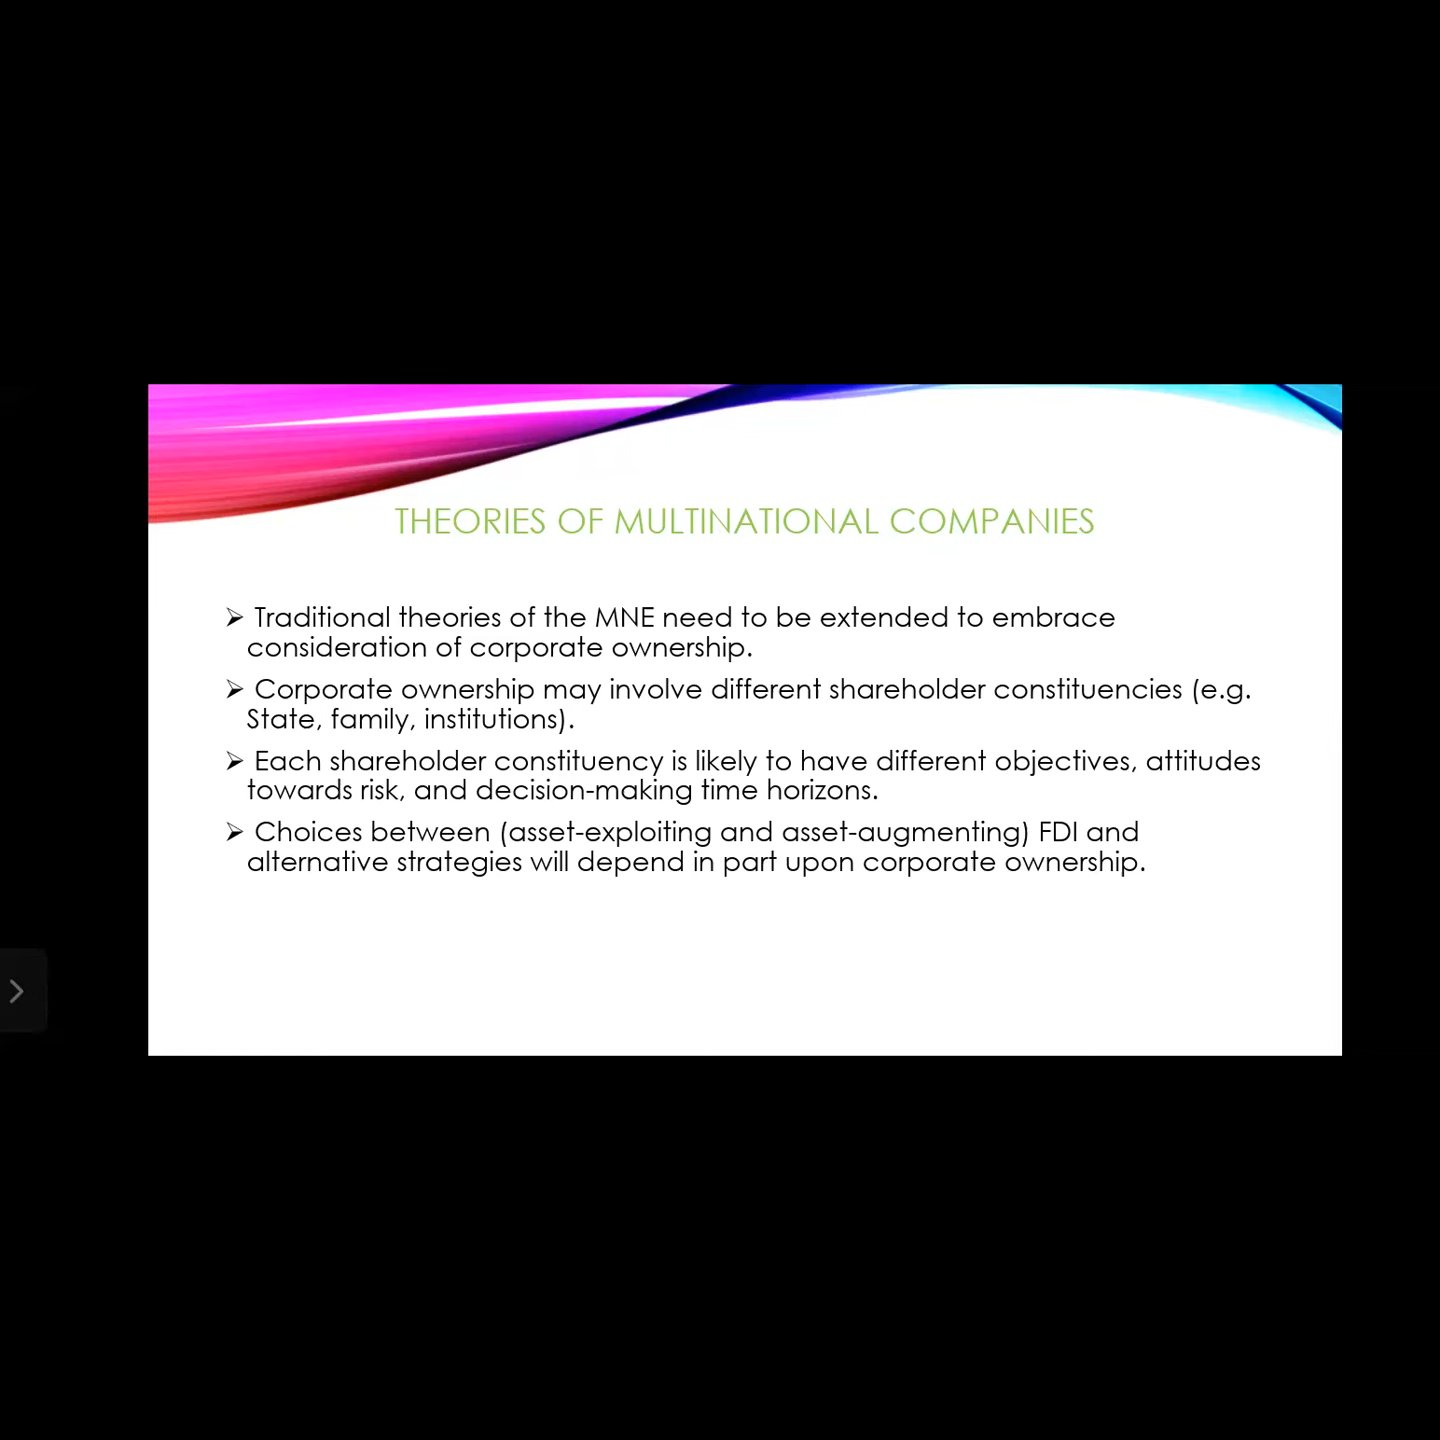 THEORIES OF MULTINATIONAL COMPANIES
➢ Traditional theories of the MNE need to be extended to embrace
consideration of corporate ownership.
➢ Corporate ownership may involve different shareholder constituencies (e.g.
State, family, institutions).
➢ Each shareholder constituency is likely to have different objectives, attitudes
towards risk, and decision-making time horizons.
➢ Choices between (asset-exploiting and asset-augmenting) FDI and
alternative strategies will depend in part upon corporate ownership.